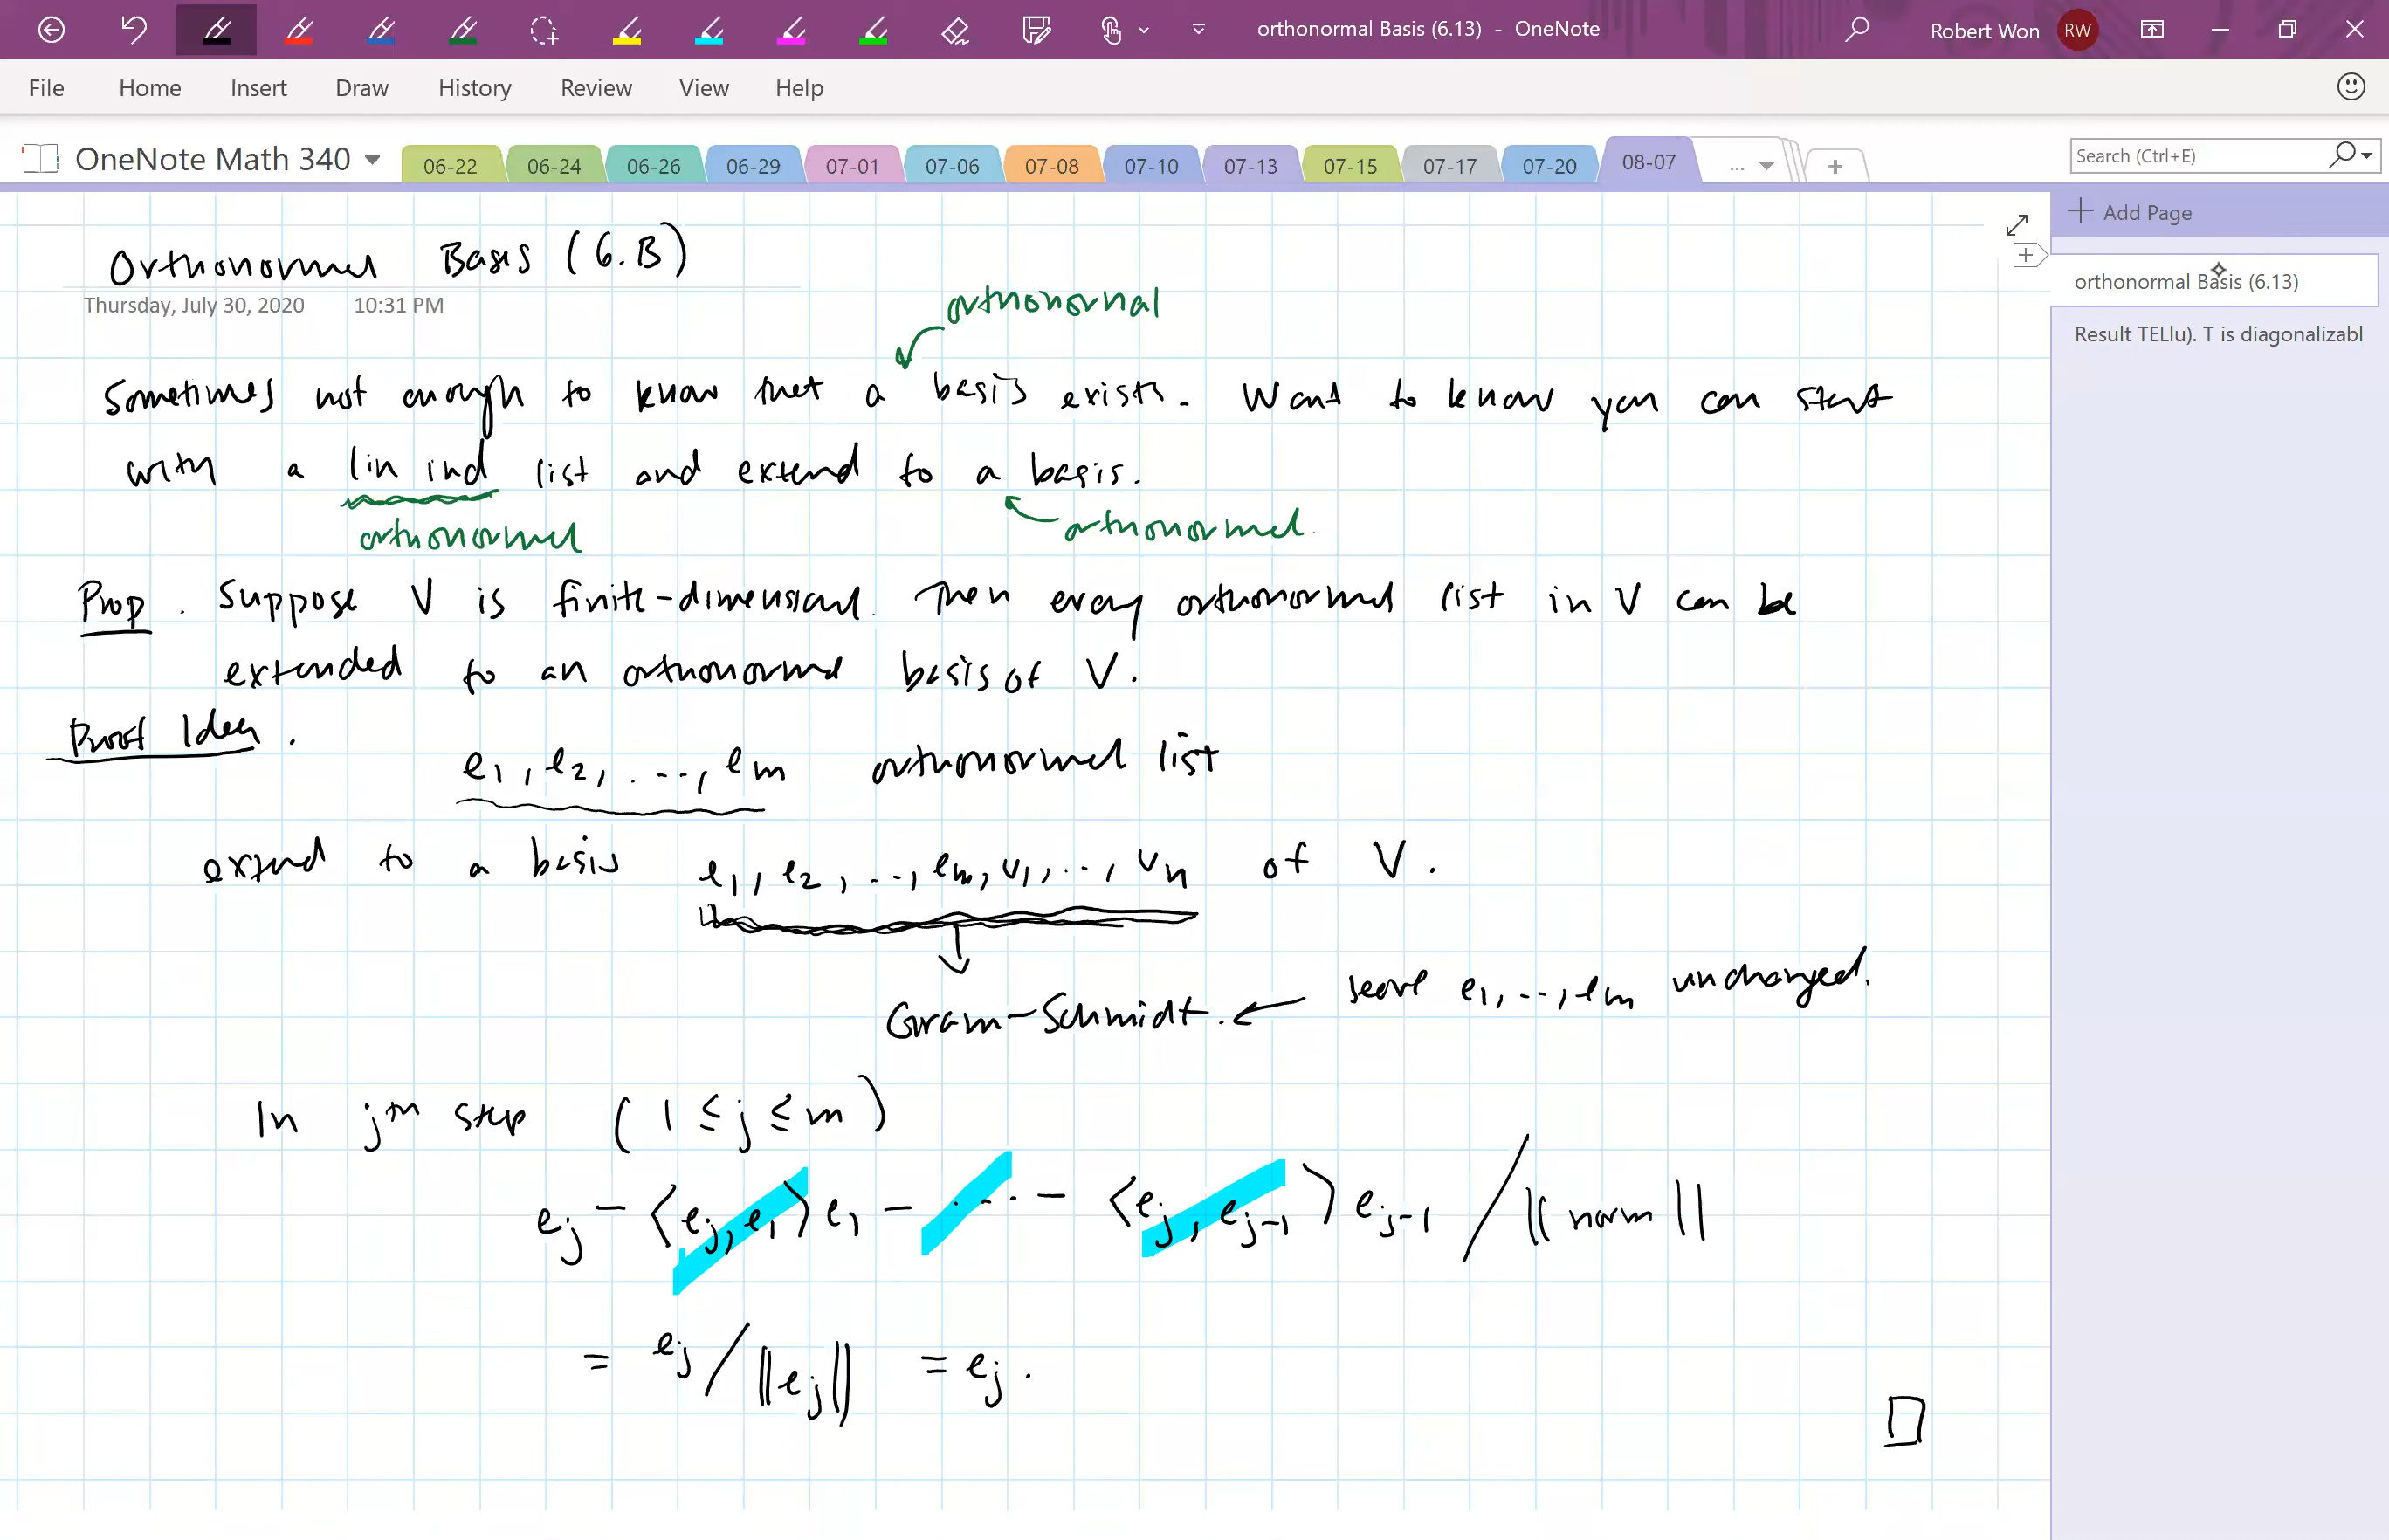 orthonormal Basis (6.13) - OneNote
Robert Won RW
File Home Insert Draw History Review View Help
OneNote Math 340
06-22 06-24 06-26 06-29 07-01 07-06 07-08 07-10 07-13 07-15 07-17 07-20 08-07 ...
Search (Ctrl+E)
Add Page
orthonormal Basis (6.13)
Result TELlu). T is diagonalizabl
Orthonormal Basis (6.B)
Thursday, July 30, 2020 10:31 PM
orthonormal
Sometimes not enough to know that a basis exists. Want to know you can start
with a lin ind list and extend to a basis.
orthonormal orthonormal.
Prop. Suppose V is finite-dimensional. Then every orthonormal list in V can be
extended to an orthonormal basis of V.
Proof Idea.
e₁, e₂, ..., eₘ orthonormal list
extend to a basis e₁, e₂, ..., eₘ, v₁, ..., vₙ of V.
Gram-Schmidt. ← leave e₁, ..., eₘ unchanged.
In jᵗʰ step (1 ≤ j ≤ m)
eⱼ - ⟨eⱼ, e₁⟩e₁ - ... - ⟨eⱼ, eⱼ₋₁⟩eⱼ₋₁ / ||norm||
= eⱼ / ||eⱼ|| = eⱼ.
□